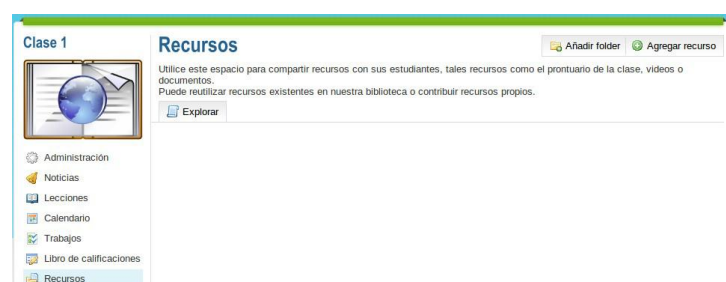 Clase 1
Administración
Noticias
Lecciones
Calendario
Trabajos
Libro de calificaciones
Recursos
Recursos
Añadir folder
Agregar recurso
Utilice este espacio para compartir recursos con sus estudiantes, tales recursos como el prontuario de la clase, videos o
documentos.
Puede reutilizar recursos existentes en nuestra biblioteca o contribuir recursos propios.
Explorar